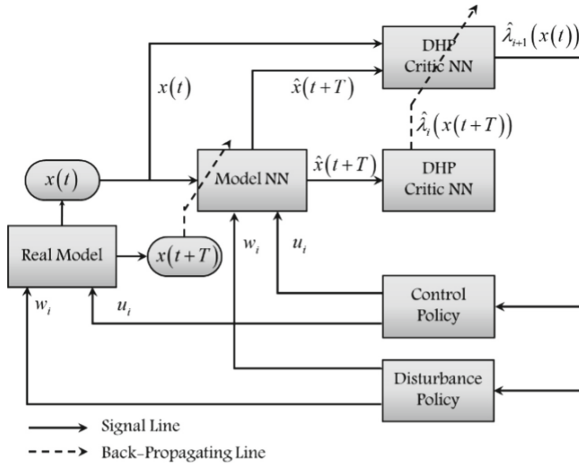 DHP
Critic NN
λ̂ᵢ₊₁(x(t))
x(t)
x̂(t+T)
λ̂ᵢ(x(t+T))
x(t)
Model NN
x̂(t+T)
DHP
Critic NN
Real Model
x(t+T)
wᵢ
uᵢ
wᵢ
uᵢ
Control
Policy
Disturbance
Policy
Signal Line
Back-Propagating Line